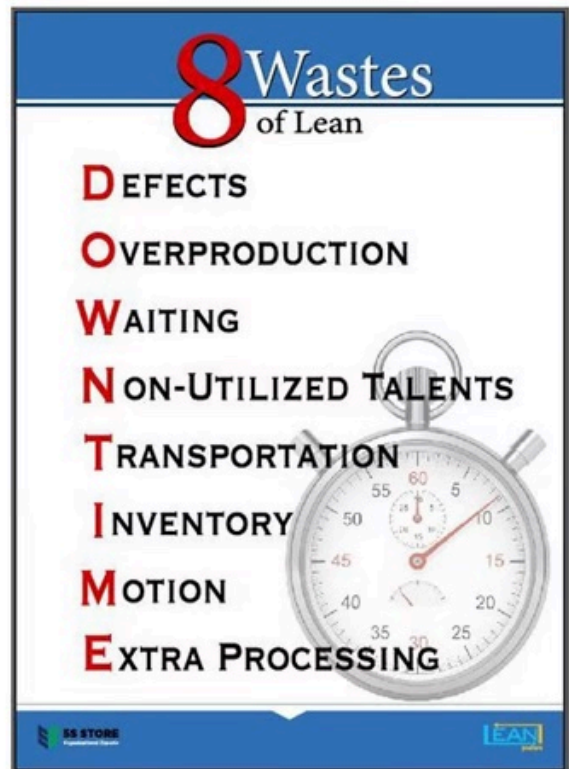 8 Wastes
of Lean
DEFECTS
OVERPRODUCTION
WAITING
NON-UTILIZED TALENTS
TRANSPORTATION
INVENTORY
MOTION
EXTRA PROCESSING
60
55 5
50 10
45 15
40 20
35 25
30
5S STORE
LEAN